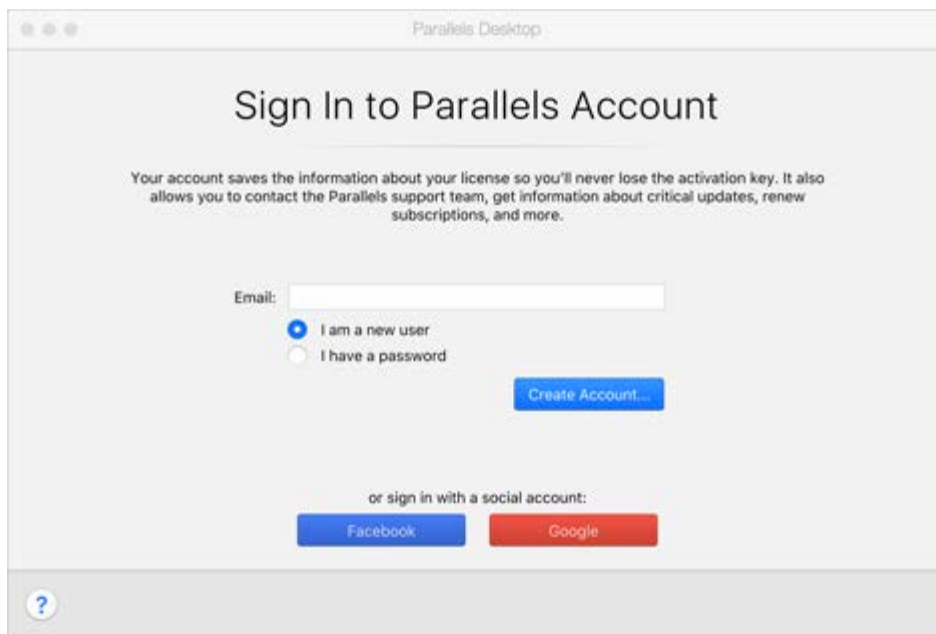 Parallels Desktop
Sign In to Parallels Account
Your account saves the information about your license so you'll never lose the activation key. It also
allows you to contact the Parallels support team, get information about critical updates, renew
subscriptions, and more.
Email:
I am a new user
I have a password
Create Account...
or sign in with a social account:
Facebook Google
?